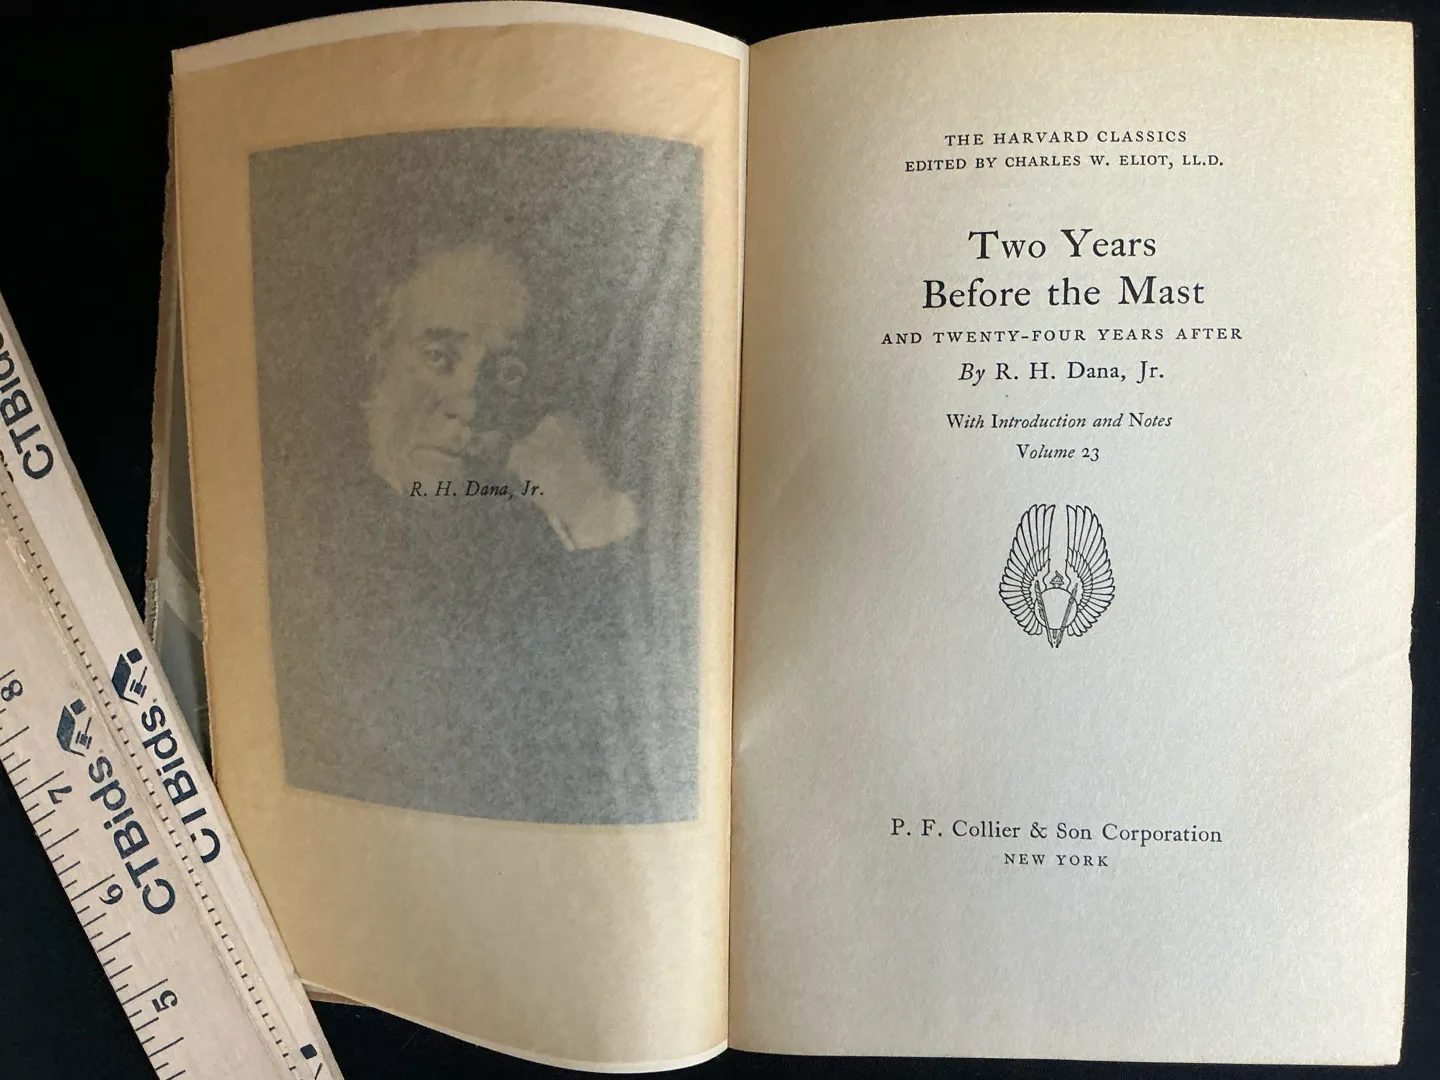 R. H. Dana, Jr.
THE HARVARD CLASSICS
EDITED BY CHARLES W. ELIOT, LL.D.
Two Years
Before the Mast
AND TWENTY-FOUR YEARS AFTER
By R. H. Dana, Jr.
With Introduction and Notes
Volume 23
P. F. Collier & Son Corporation
NEW YORK
CTBids
CTBids
CTBids
8
7
6
5